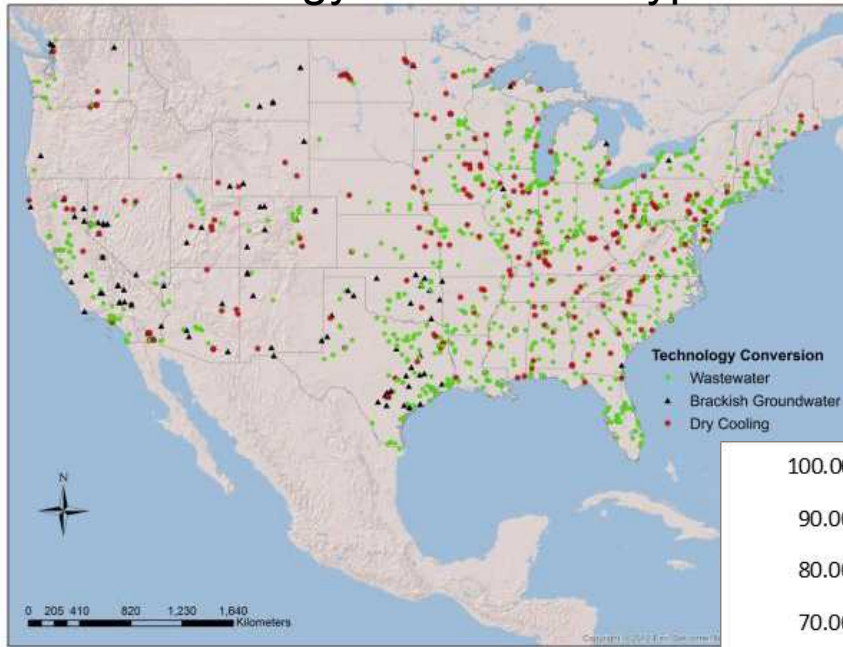 Technology Conversion
Wastewater
Brackish Groundwater
Dry Cooling
N
0 205 410 820 1,230 1,640
Kilometers
100.00
90.00
80.00
70.00